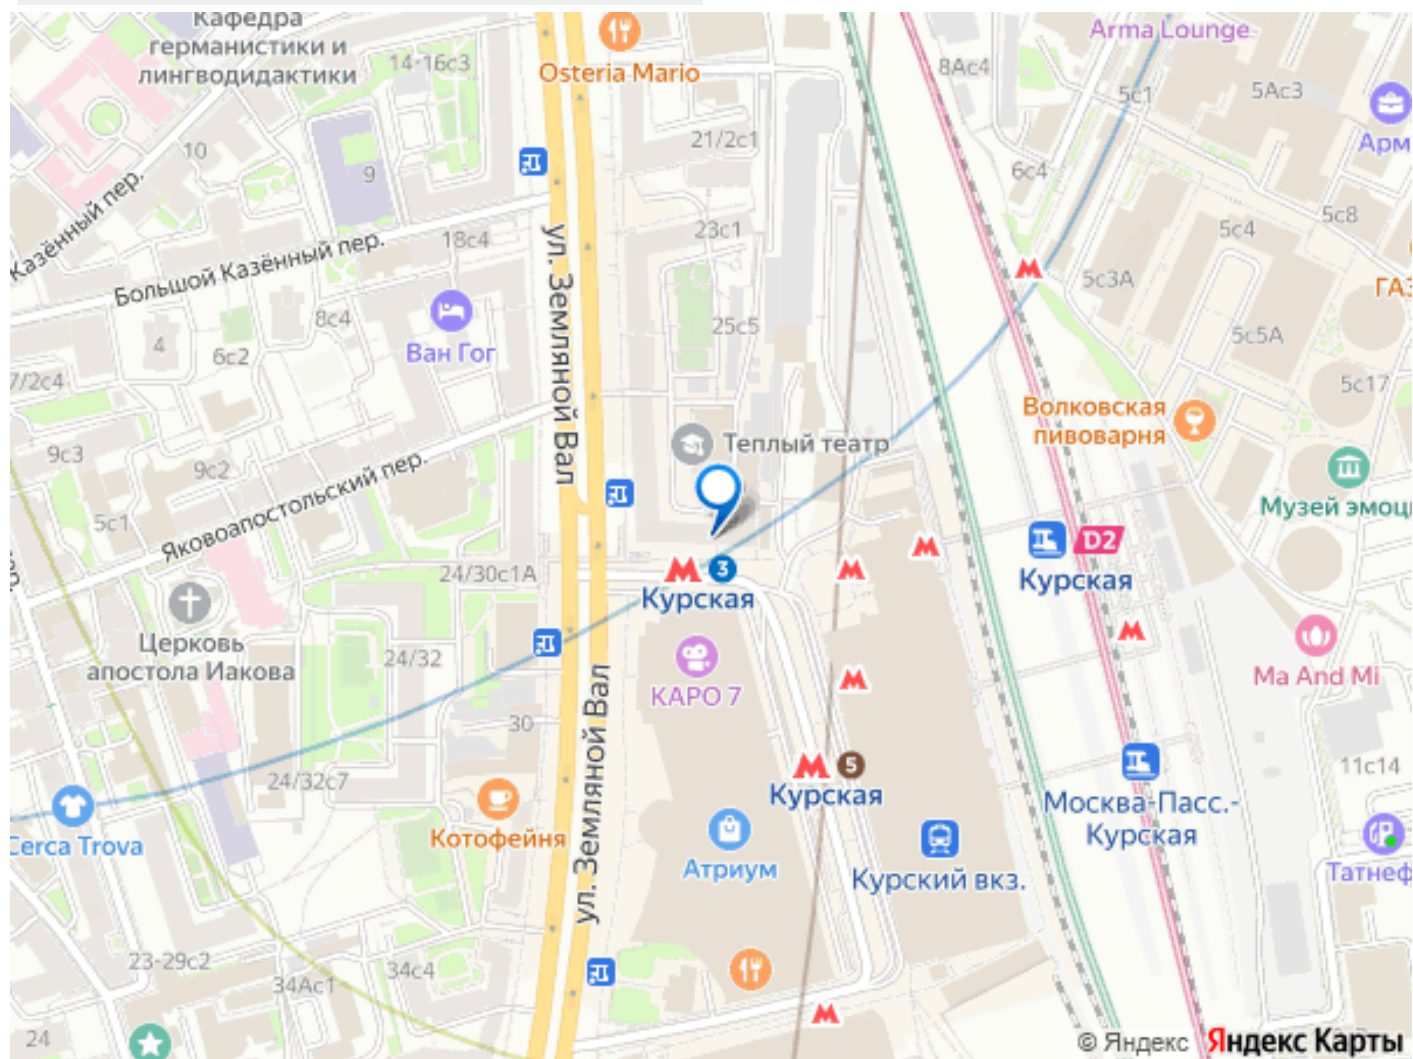 Кафедра
германистики и
лингводидактики
14-16с3
Osteria Mario
Arma Lounge
8Ас4
5с1
5Ас3
Арм
21/2с1
10
9
6с4
Казённый пер.
5с8
18с4
23с1
5с4
Большой Казённый пер.
ул. Земляной Вал
5с3А
ГАЗ
8с4
25с5
4
6с2
Ван Гог
5с5А
7/2с4
5с17
Волковская
пивоварня
Теплый театр
9с3
9с2
Яковоапостольский пер.
5с1
Музей эмоц
D2
24/30с1А
3
Курская
Курская
Церковь
апостола Иакова
24/32
КАРО 7
Ma And Mi
30
ул. Земляной Вал
5
Курская
11с14
24/32с7
Москва-Пасс.-
Курская
Cerca Trova
Котофейня
Атриум
Курский вкз.
Татнеф
23-29с2
34с4
34Ас1
24
© Яндекс Яндекс Карты